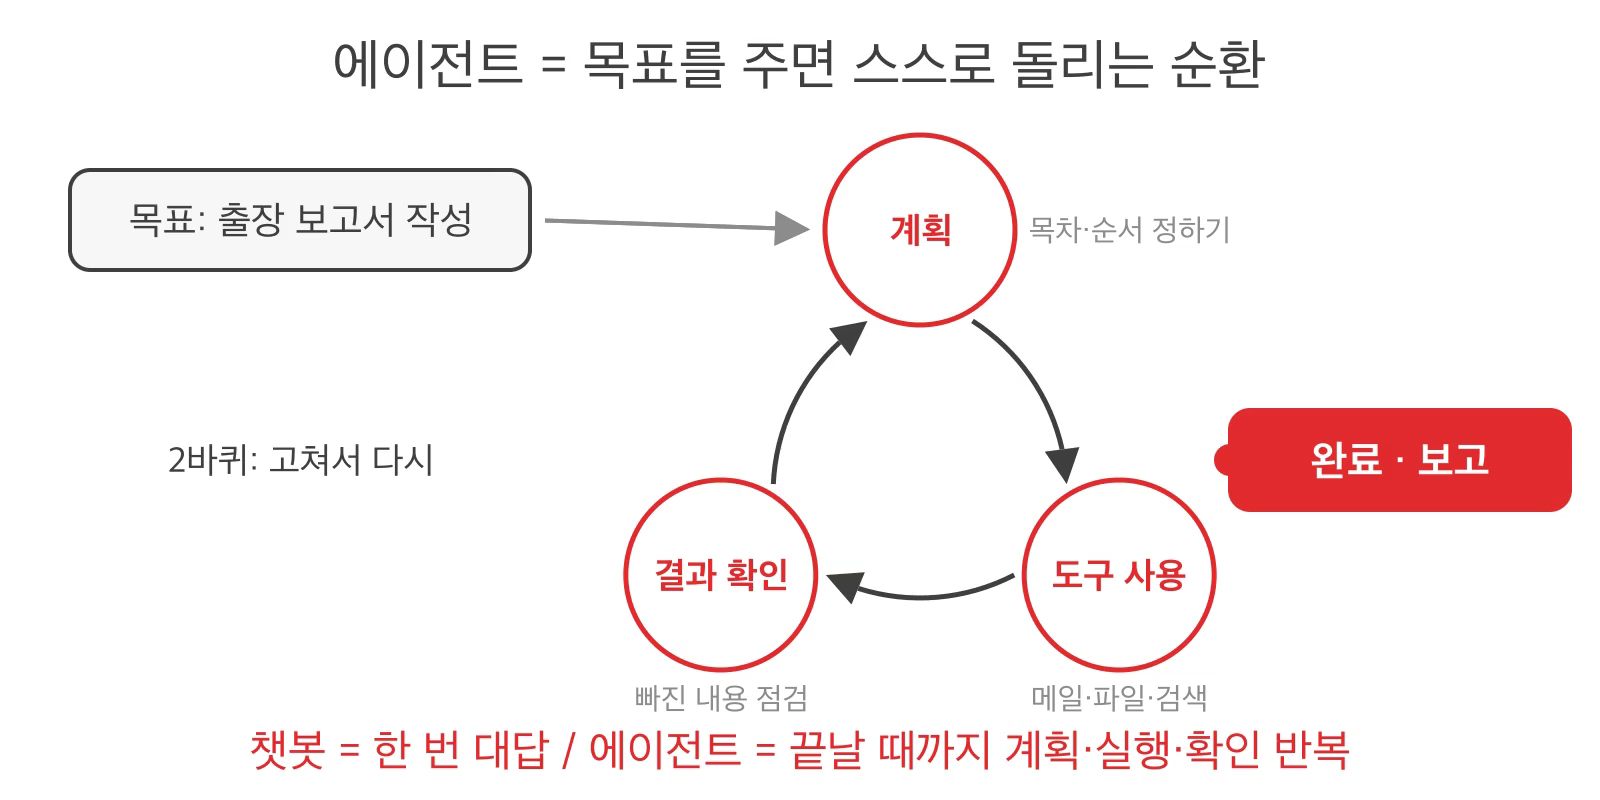 에이전트 = 목표를 주면 스스로 돌리는 순환
목표: 출장 보고서 작성
계획
목차·순서 정하기
2바퀴: 고쳐서 다시
완료 · 보고
결과 확인
도구 사용
빠진 내용 점검
메일·파일·검색
챗봇 = 한 번 대답 / 에이전트 = 끝날 때까지 계획·실행·확인 반복